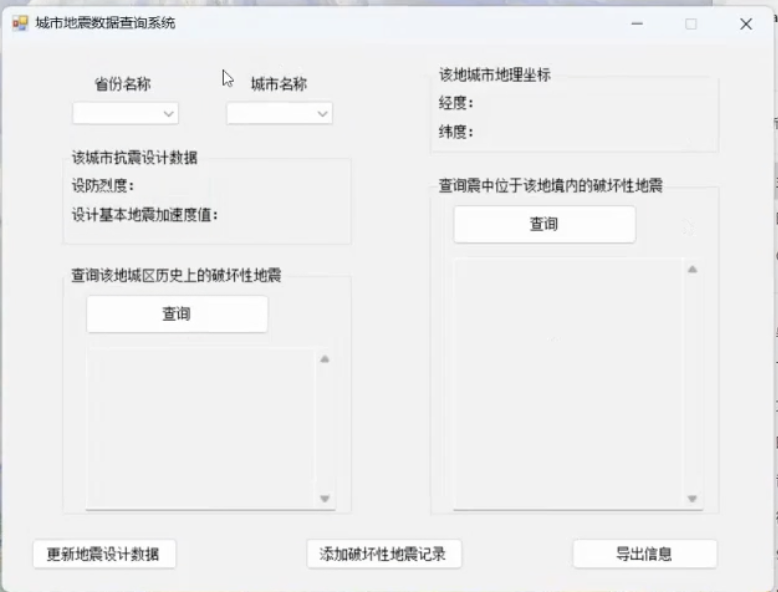 城市地震数据查询系统
省份名称
城市名称
该城市抗震设计数据
设防烈度：
设计基本地震加速度值：
查询该地城区历史上的破坏性地震
查询
该地城市地理坐标
经度：
纬度：
查询震中位于该地境内的破坏性地震
查询
更新地震设计数据
添加破坏性地震记录
导出信息